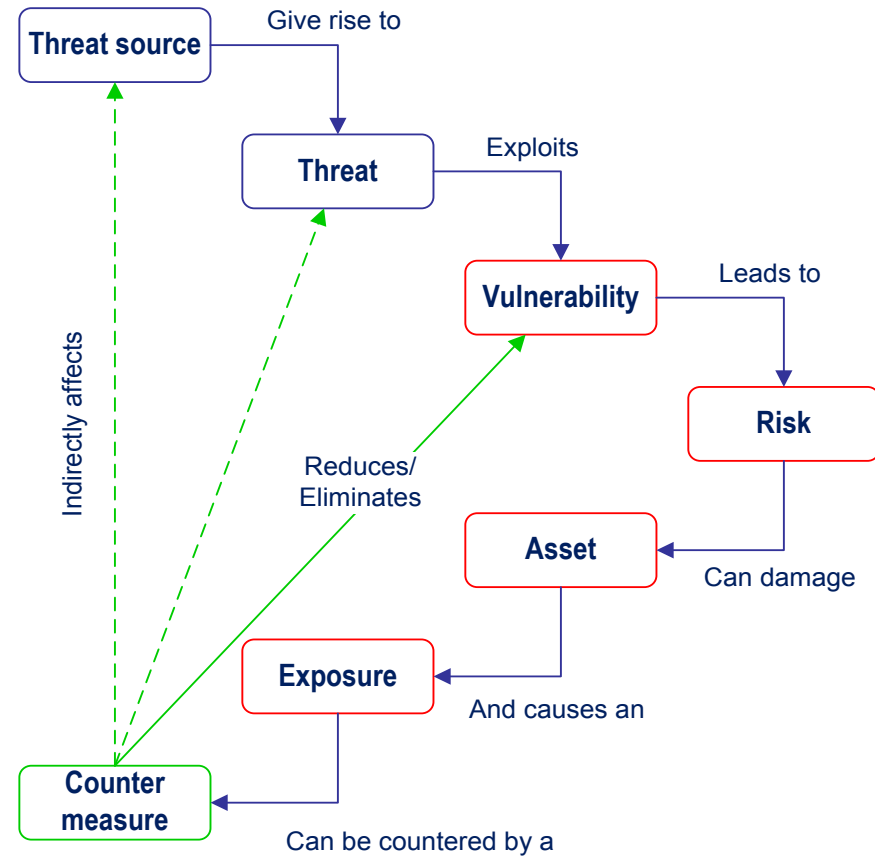 Give rise to
Threat source
Exploits
Threat
Leads to
Vulnerability
Indirectly affects
Risk
Reduces/
Eliminates
Asset
Can damage
Exposure
And causes an
Counter
measure
Can be countered by a